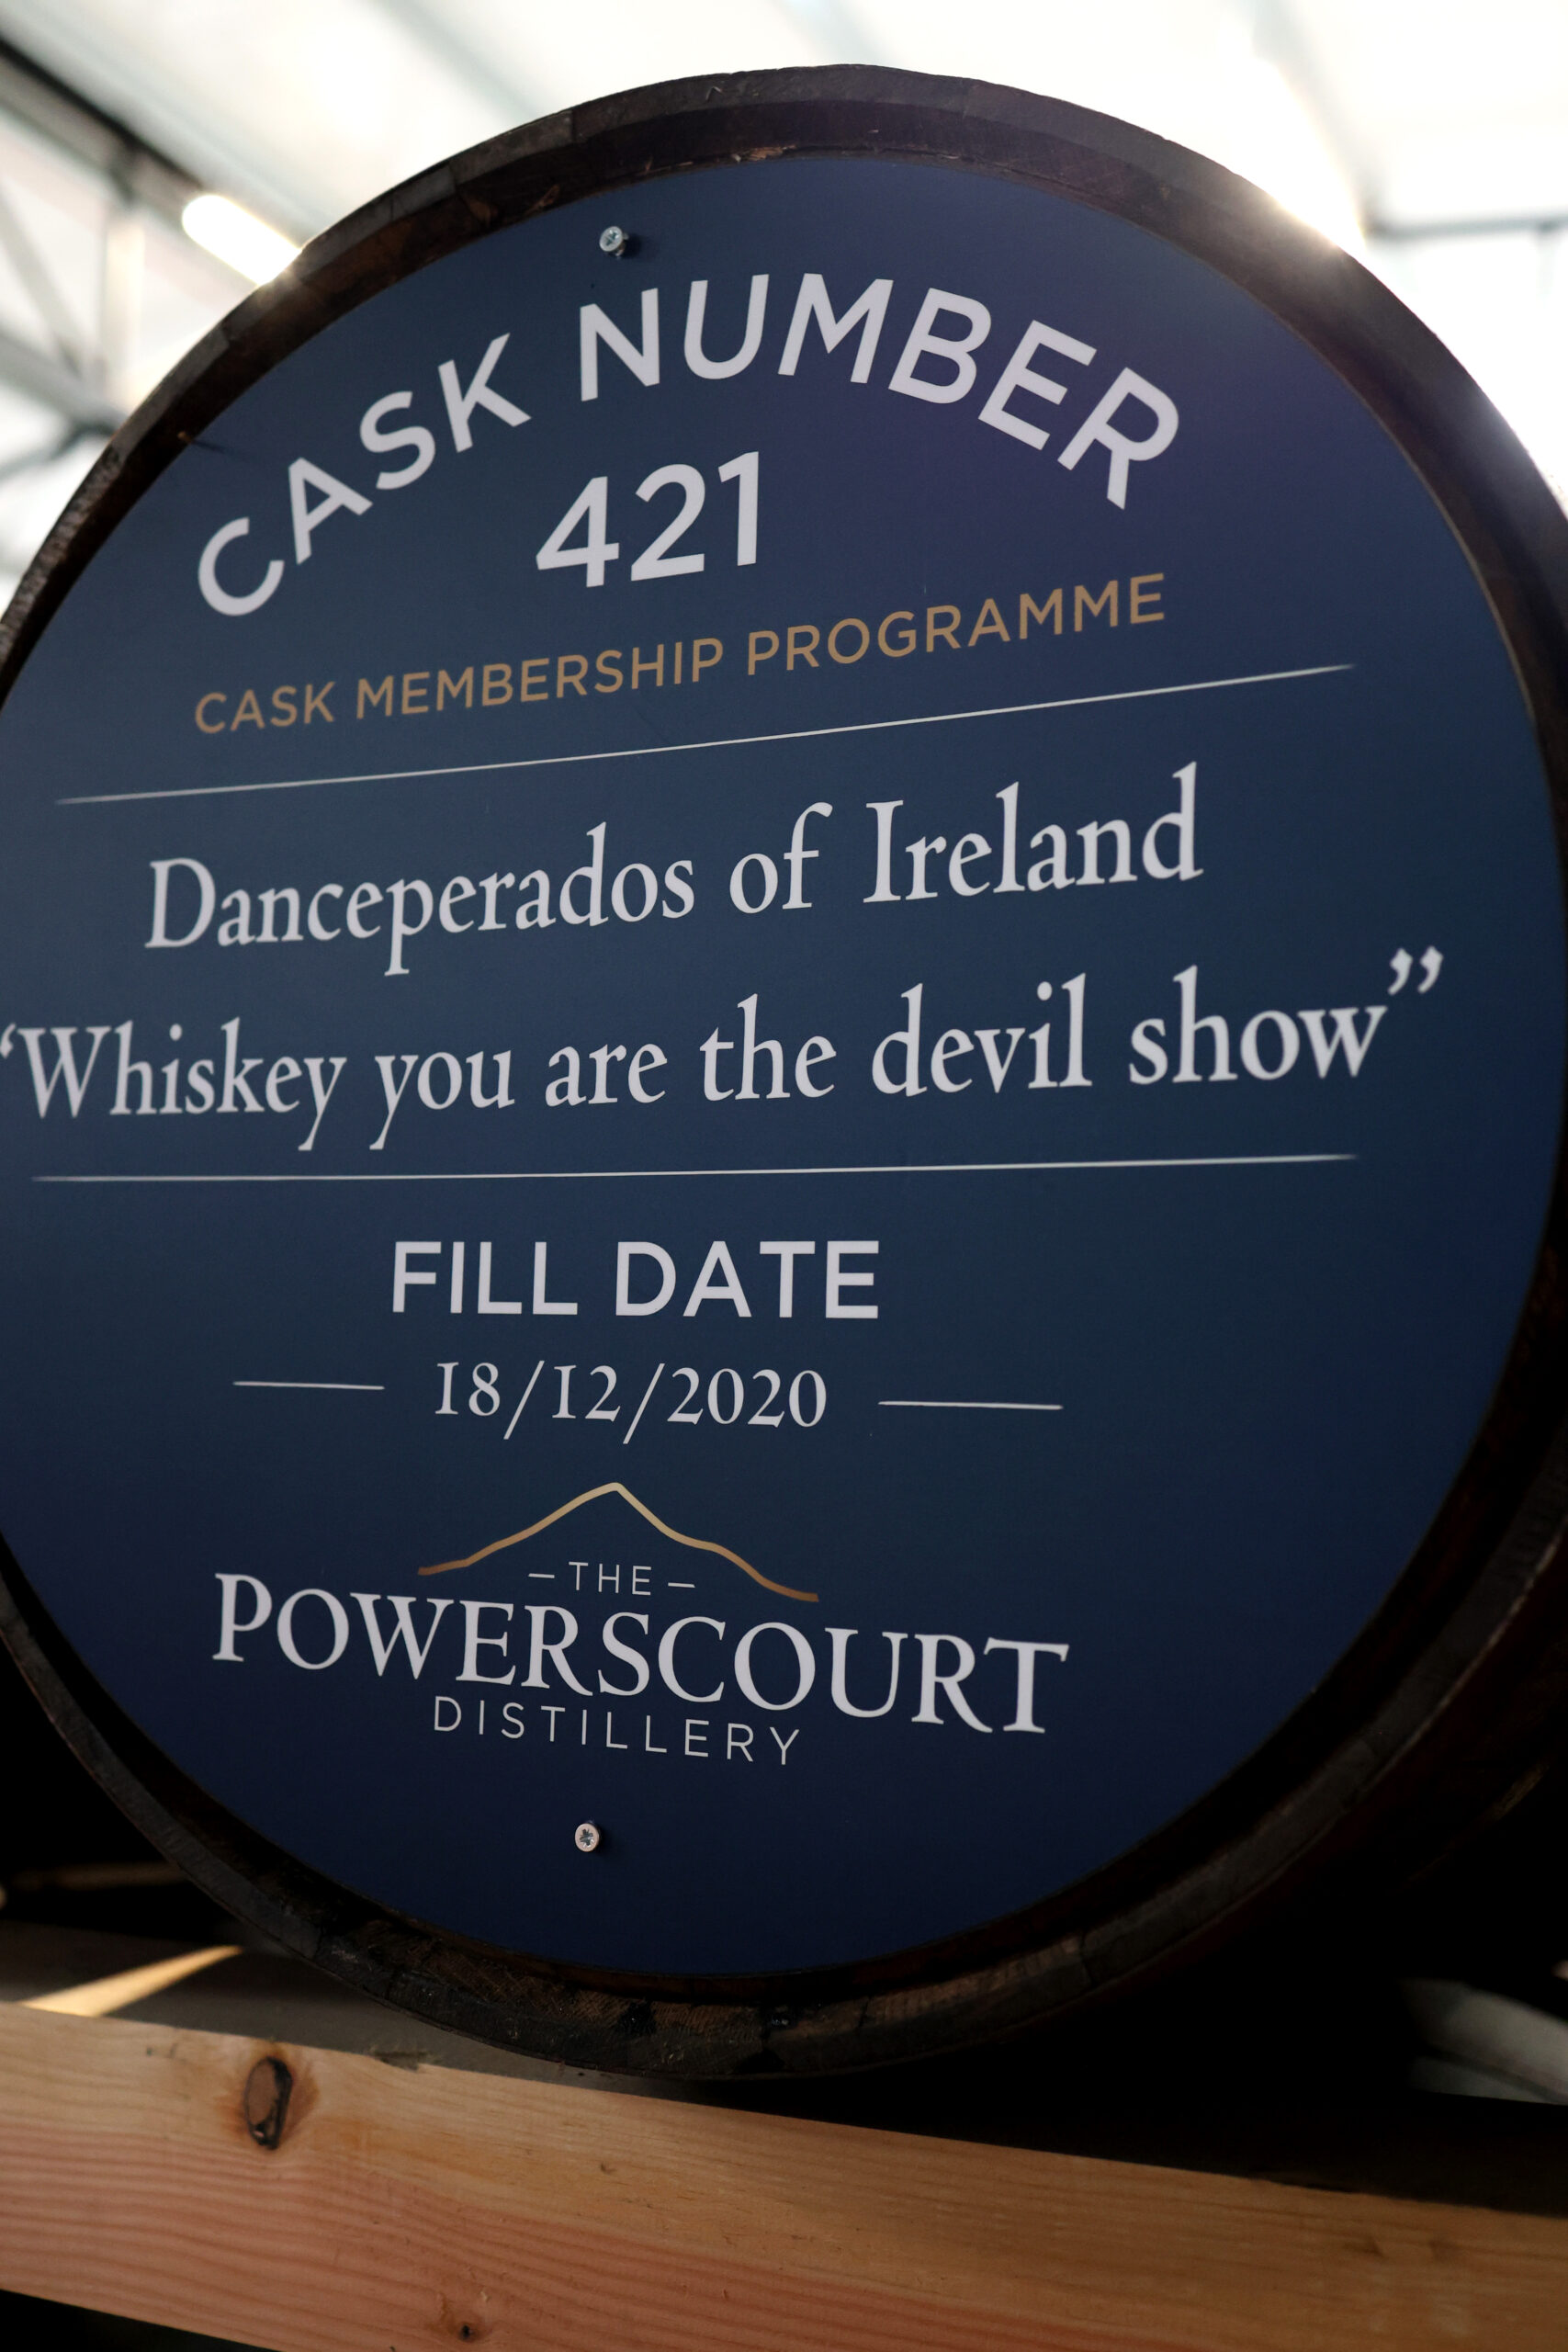 CASK NUMBER
421
CASK MEMBERSHIP PROGRAMME
Danceperados of Ireland
“Whiskey you are the devil show”
FILL DATE
18/12/2020
– THE –
POWERSCOURT
DISTILLERY